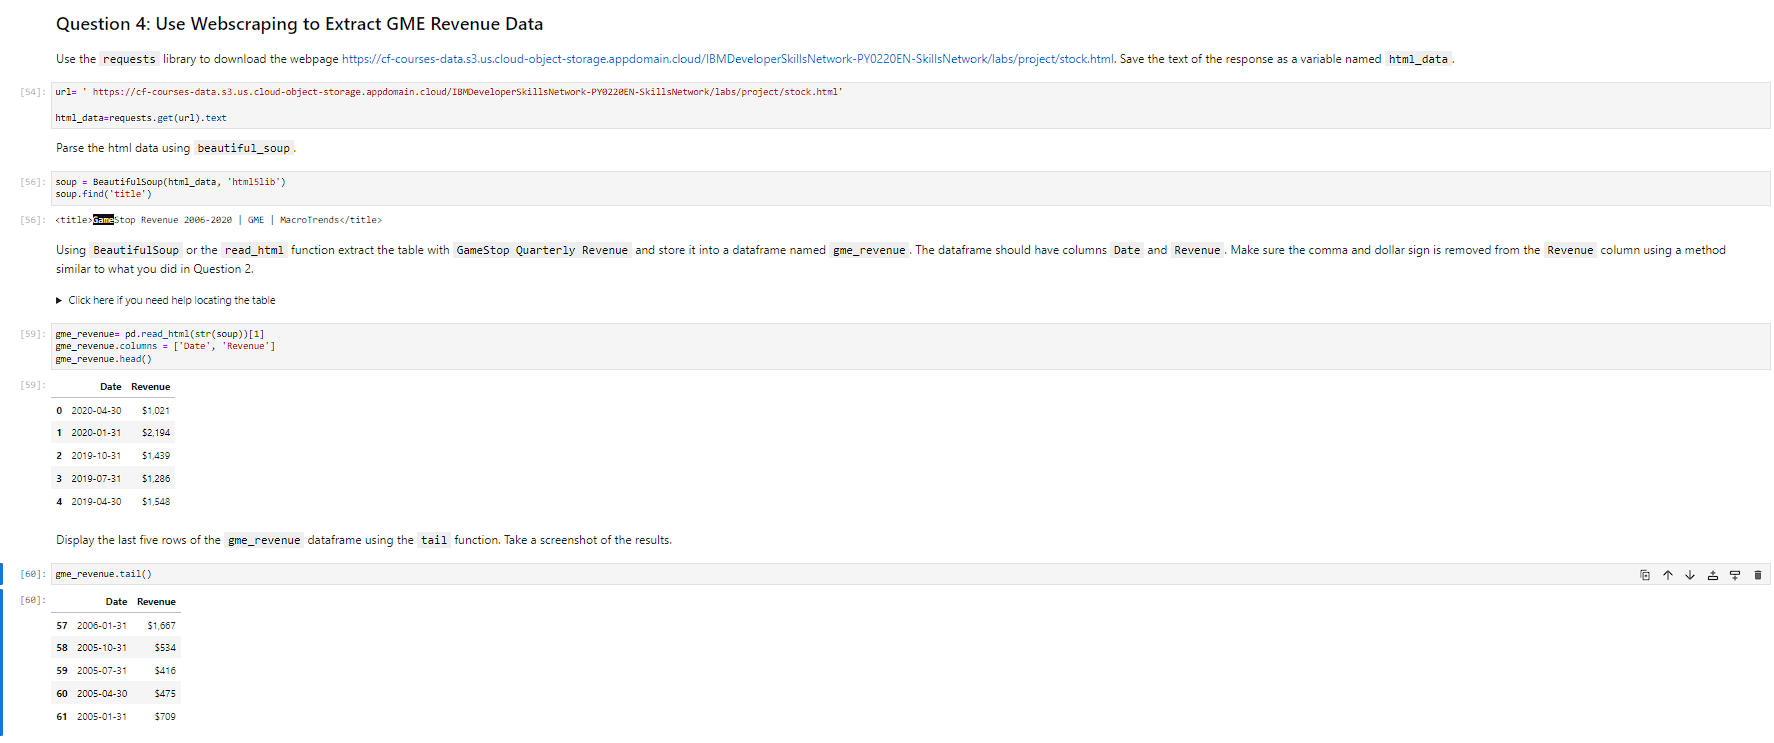 Question 4: Use Webscraping to Extract GME Revenue Data
Use the requests library to download the webpage https://cf-courses-data.s3.us.cloud-object-storage.appdomain.cloud/IBMDeveloperSkillsNetwork-PY0220EN-SkillsNetwork/labs/project/stock.html. Save the text of the response as a variable named html_data.
[54]: url= ' https://cf-courses-data.s3.us.cloud-object-storage.appdomain.cloud/IBMDeveloperSkillsNetwork-PY0220EN-SkillsNetwork/labs/project/stock.html'
html_data=requests.get(url).text
Parse the html data using beautiful_soup.
[56]: soup = BeautifulSoup(html_data, 'html5lib')
soup.find('title')
[56]: <title>GameStop Revenue 2006-2020 | GME | MacroTrends</title>
Using BeautifulSoup or the read_html function extract the table with GameStop Quarterly Revenue and store it into a dataframe named gme_revenue. The dataframe should have columns Date and Revenue. Make sure the comma and dollar sign is removed from the Revenue column using a method
similar to what you did in Question 2.
▶ Click here if you need help locating the table
[59]: gme_revenue= pd.read_html(str(soup))[1]
gme_revenue.columns = ['Date', 'Revenue']
gme_revenue.head()
[59]: Date Revenue
0 2020-04-30 $1,021
1 2020-01-31 $2,194
2 2019-10-31 $1,439
3 2019-07-31 $1,286
4 2019-04-30 $1,548
Display the last five rows of the gme_revenue dataframe using the tail function. Take a screenshot of the results.
[60]: gme_revenue.tail()
[60]: Date Revenue
57 2006-01-31 $1,667
58 2005-10-31 $534
59 2005-07-31 $416
60 2005-04-30 $475
61 2005-01-31 $709